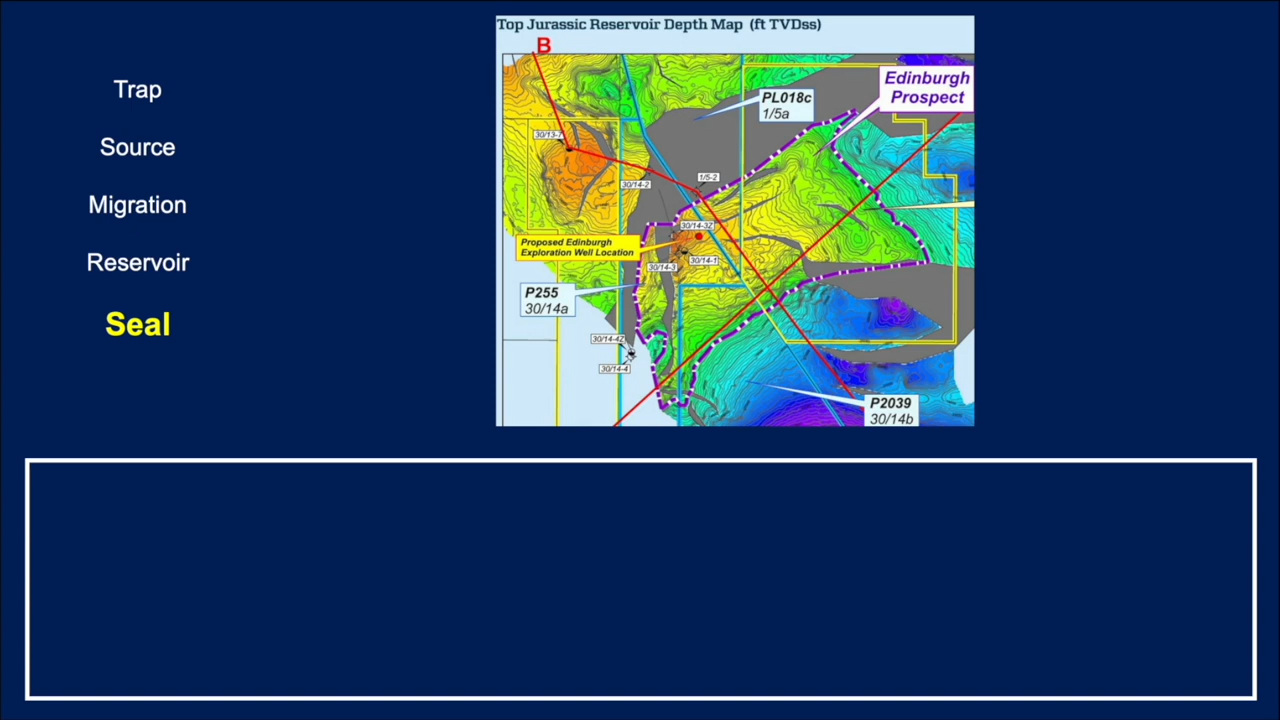 Trap
Source
Migration
Reservoir
Seal
Top Jurassic Reservoir Depth Map (ft TVDss)
B
Edinburgh
Prospect
PL018c
1/5a
30/13-7
30/14-2
1/5-2
30/14-3Z
Proposed Edinburgh
Exploration Well Location
30/14-1
30/14-3
P255
30/14a
30/14-4Z
30/14-4
P2039
30/14b